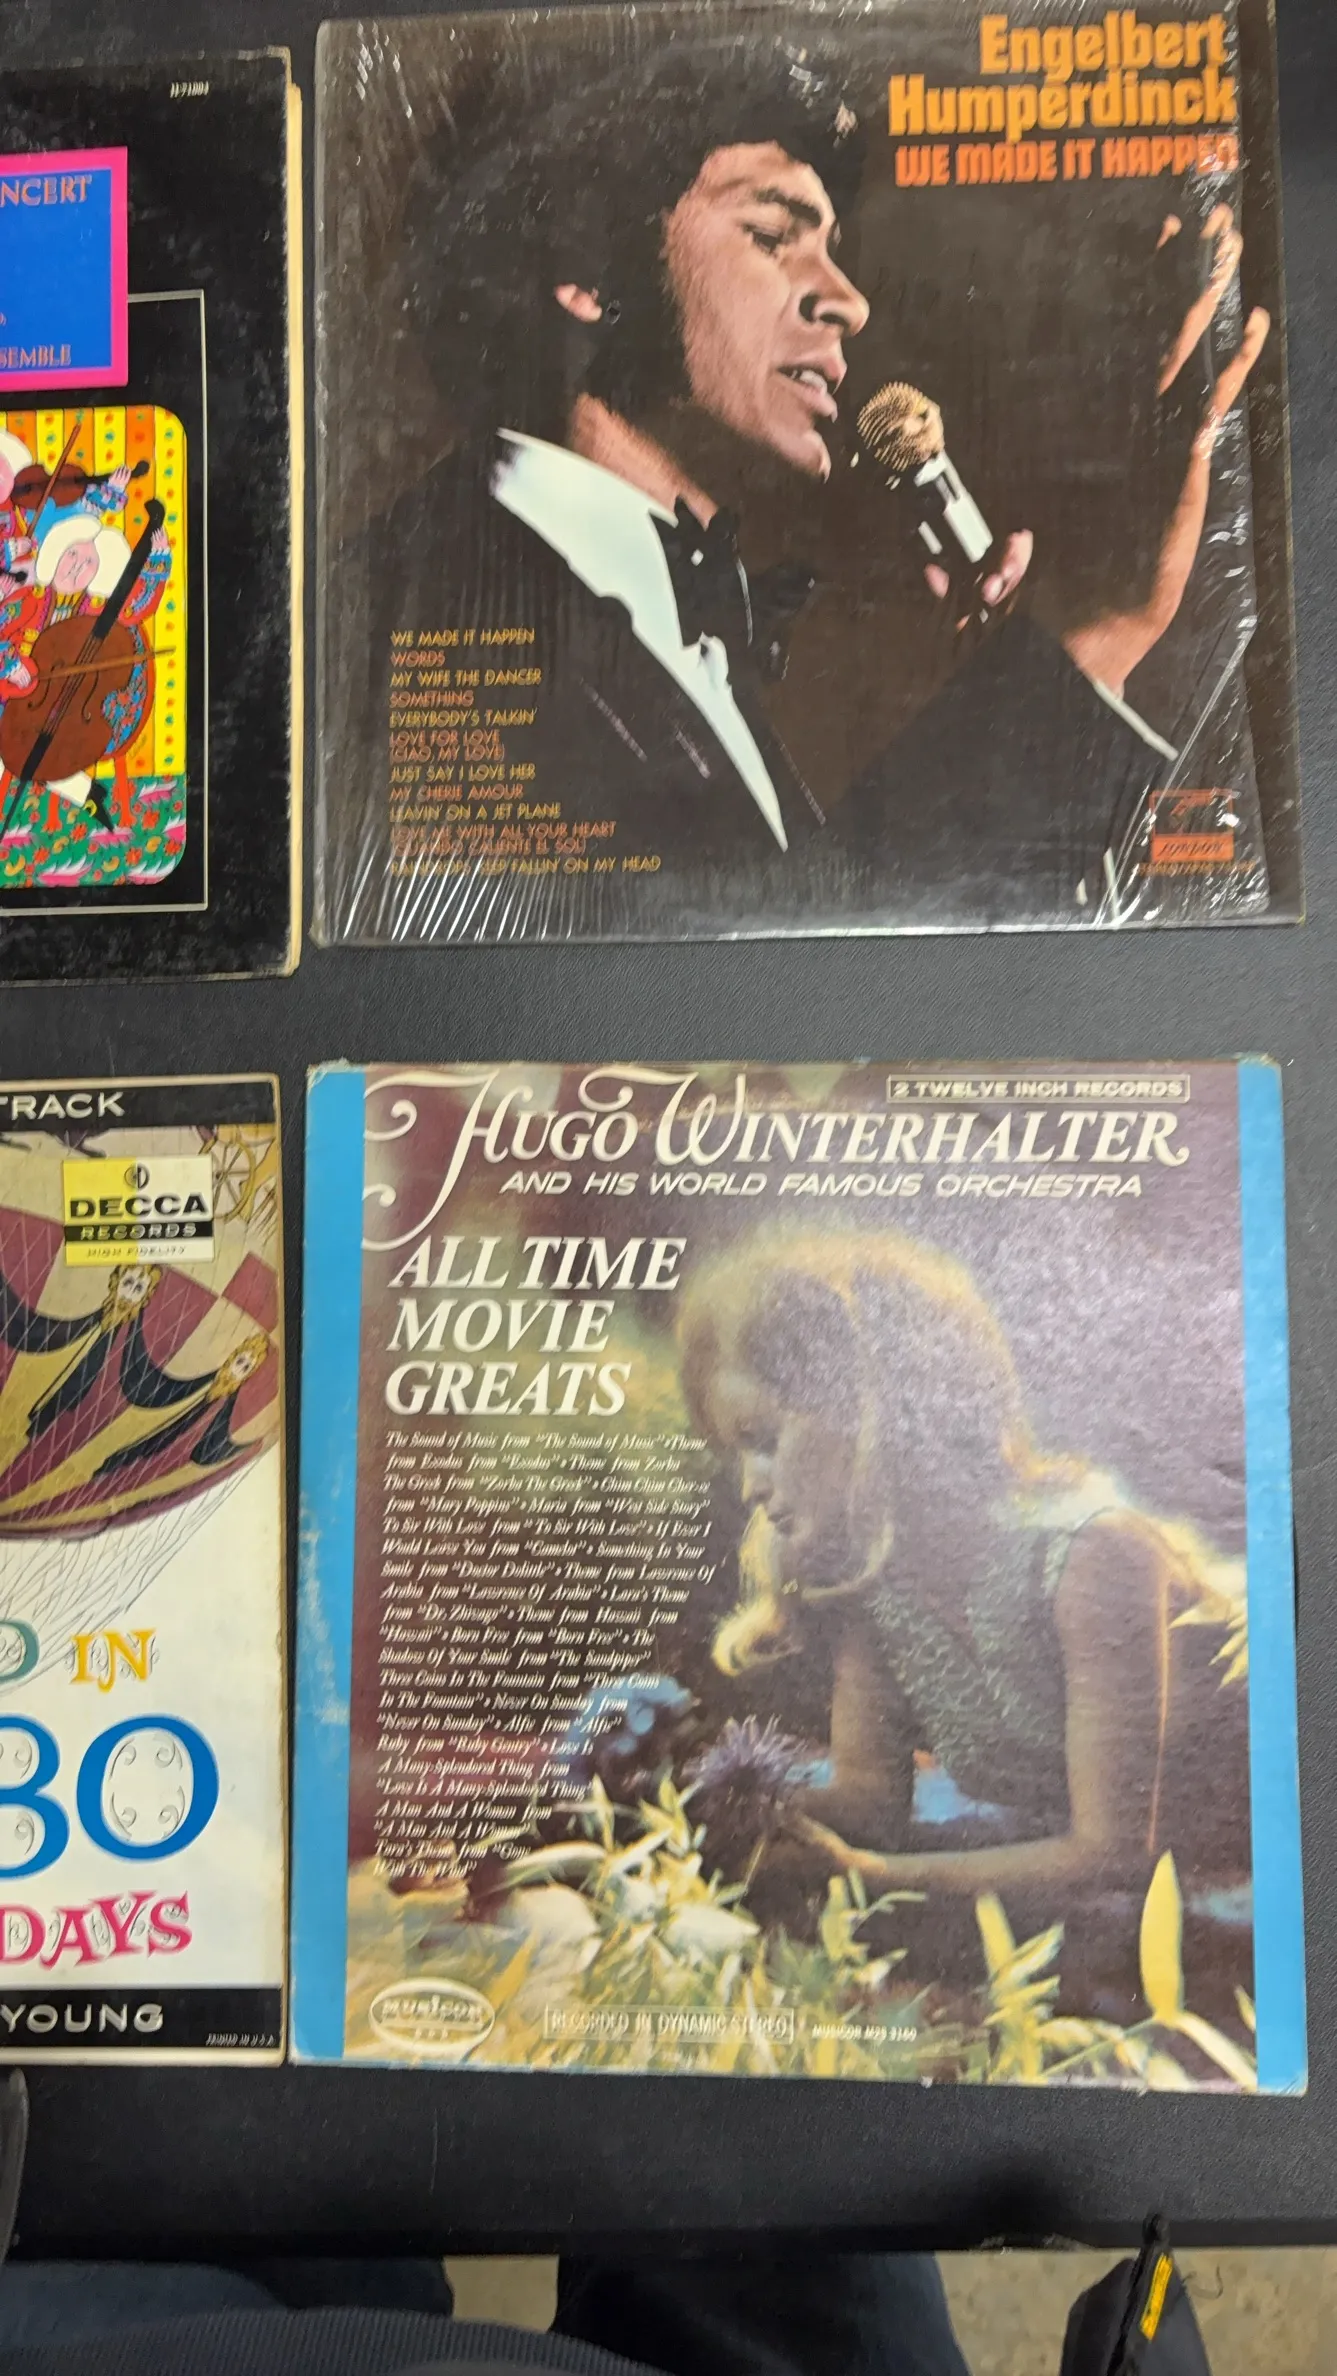 H-71004
NCERT
SEMBLE
Engelbert
Humperdinck
WE MADE IT HAPPEN
WE MADE IT HAPPEN
WORDS
MY WIFE THE DANCER
SOMETHING
EVERYBODY'S TALKIN'
LOVE FOR LOVE
(CIAO, MY LOVE)
JUST SAY I LOVE HER
MY CHERIE AMOUR
LEAVIN' ON A JET PLANE
LOVE ME WITH ALL YOUR HEART
(CUANDO CALIENTE EL SOL)
RAINDROPS KEEP FALLIN' ON MY HEAD
LONDON
TRACK
DECCA
RECORDS
HIGH FIDELITY
D IN
80
DAYS
YOUNG
PRINTED IN U.S.A.
2 TWELVE INCH RECORDS
HUGO WINTERHALTER
AND HIS WORLD FAMOUS ORCHESTRA
ALL TIME
MOVIE
GREATS
The Sound of Music from "The Sound of Music" • Theme
from Exodus from "Exodus" • Theme from Zorba
The Greek from "Zorba The Greek" • Chim Chim Cher-ee
from "Mary Poppins" • Maria from "West Side Story"
To Sir With Love from "To Sir With Love" • If Ever I
Would Leave You from "Camelot" • Something In Your
Smile from "Doctor Dolittle" • Theme from Lawrence Of
Arabia from "Lawrence Of Arabia" • Lara's Theme
from "Dr. Zhivago" • Theme from Hawaii from
"Hawaii" • Born Free from "Born Free" • The
Shadow Of Your Smile from "The Sandpiper"
Three Coins In The Fountain from "Three Coins
In The Fountain" • Never On Sunday from
"Never On Sunday" • Alfie from "Alfie"
Ruby from "Ruby Gentry" • Love Is
A Many-Splendored Thing from
"Love Is A Many-Splendored Thing"
A Man And A Woman from
"A Man And A Woman"
Tara's Theme from "Gone
With The Wind"
MUSICOR
RECORDED IN DYNAMIC STEREO • MUSICOR M2S 3160